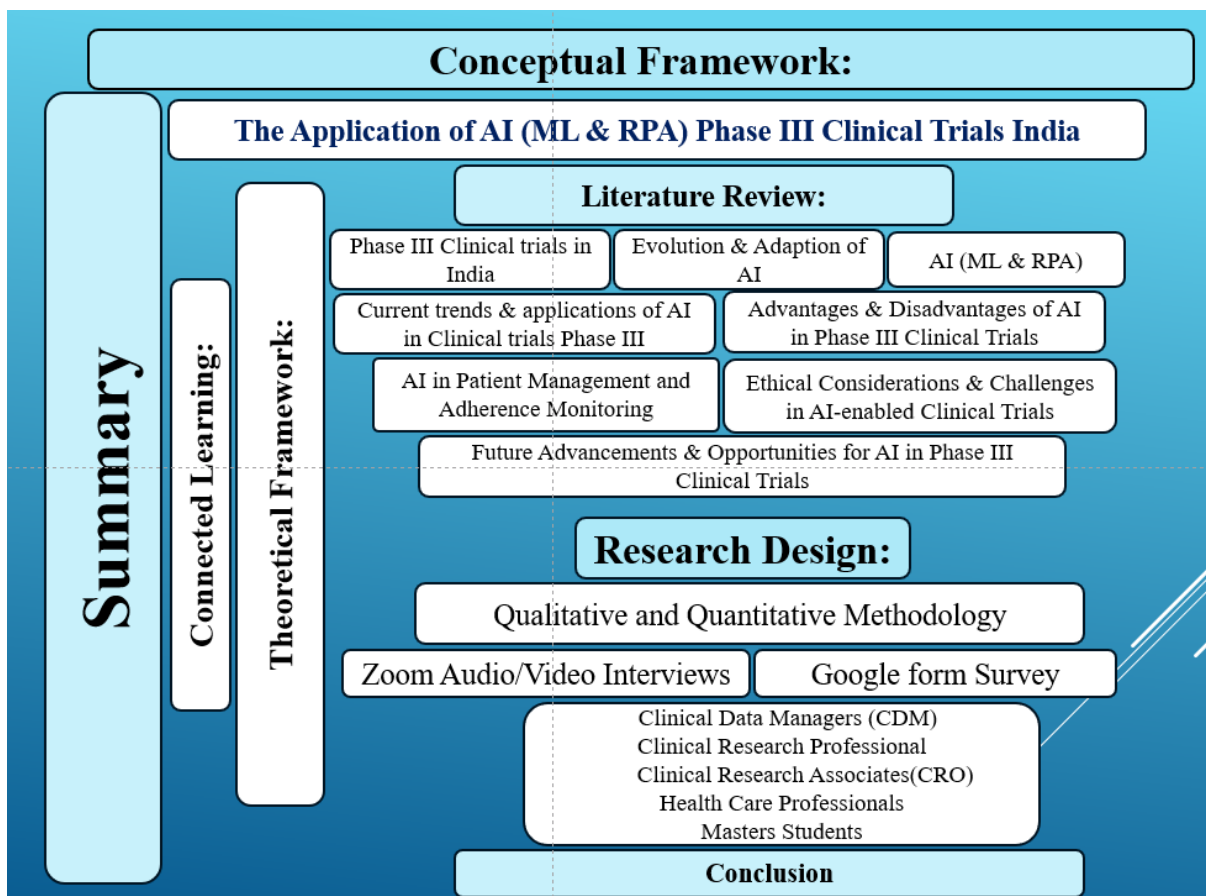 Conceptual Framework:
The Application of AI (ML & RPA) Phase III Clinical Trials India
Summary
Connected Learning:
Theoretical Framework:
Literature Review:
Phase III Clinical trials in
India
Evolution & Adaption of
AI
AI (ML & RPA)
Current trends & applications of AI
in Clinical trials Phase III
Advantages & Disadvantages of AI
in Phase III Clinical Trials
AI in Patient Management and
Adherence Monitoring
Ethical Considerations & Challenges
in AI-enabled Clinical Trials
Future Advancements & Opportunities for AI in Phase III
Clinical Trials
Research Design:
Qualitative and Quantitative Methodology
Zoom Audio/Video Interviews
Google form Survey
Clinical Data Managers (CDM)
Clinical Research Professional
Clinical Research Associates(CRO)
Health Care Professionals
Masters Students
Conclusion